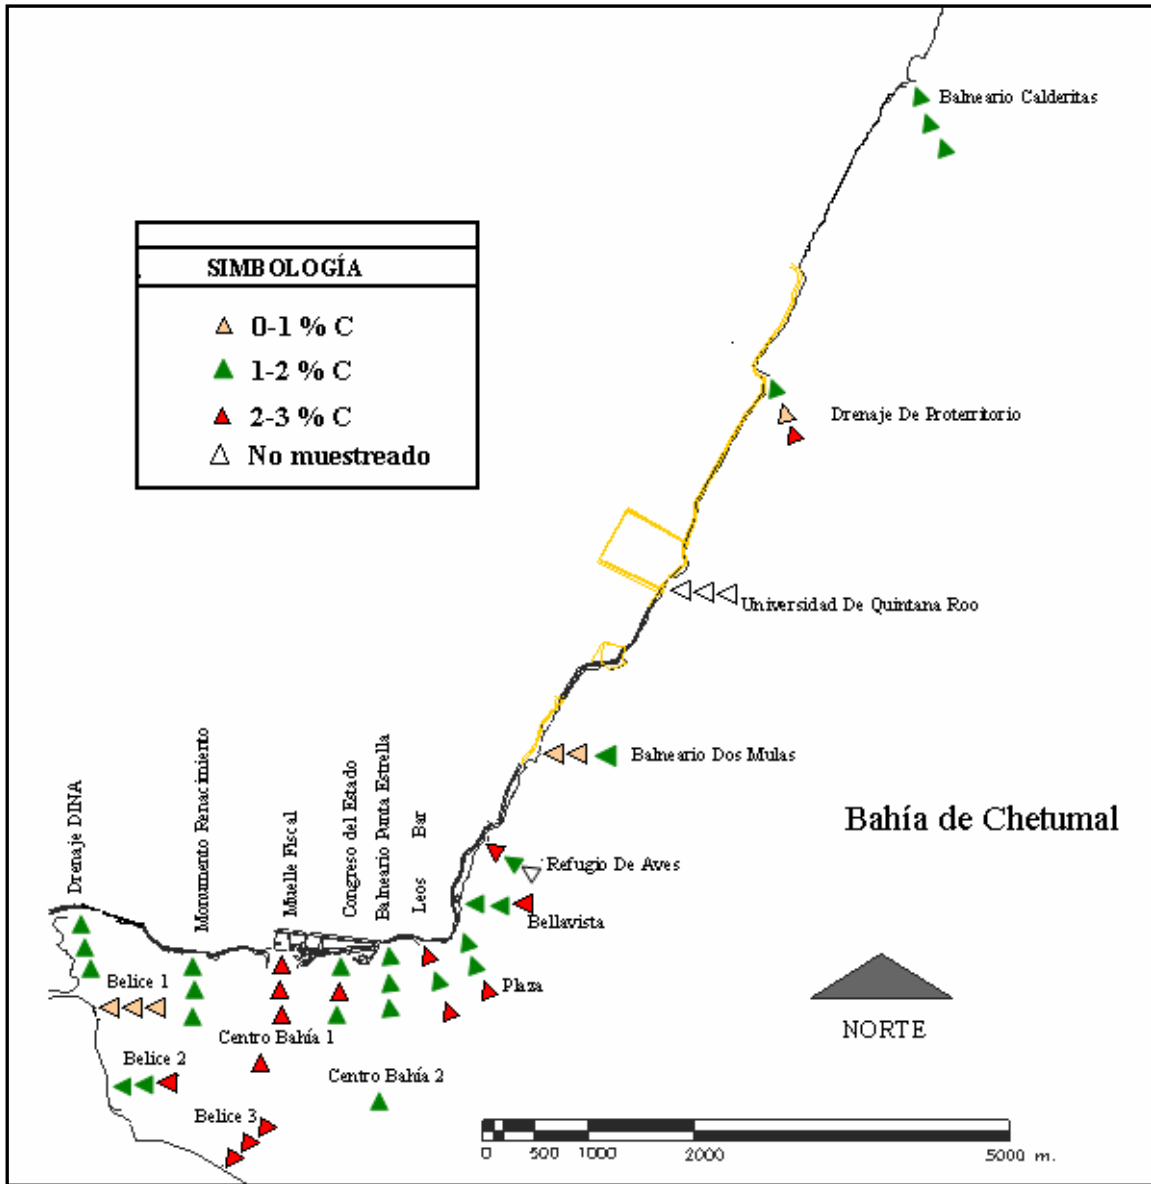 Balneario Calderitas
SIMBOLOGÍA
0-1 % C
1-2 % C
2-3 % C
No muestreado
Drenaje De Proterritorio
Universidad De Quintana Roo
Balneario Dos Mulas
Bahía de Chetumal
Drenaje DINA
Monumento Renacimiento
Muelle Fiscal
Congreso del Estado
Balneario Punta Estrella
Leos Bar
Refugio De Aves
Bellavista
Plaza
Belice 1
Centro Bahía 1
Belice 2
Centro Bahía 2
Belice 3
NORTE
0 500 1000 2000 5000 m.